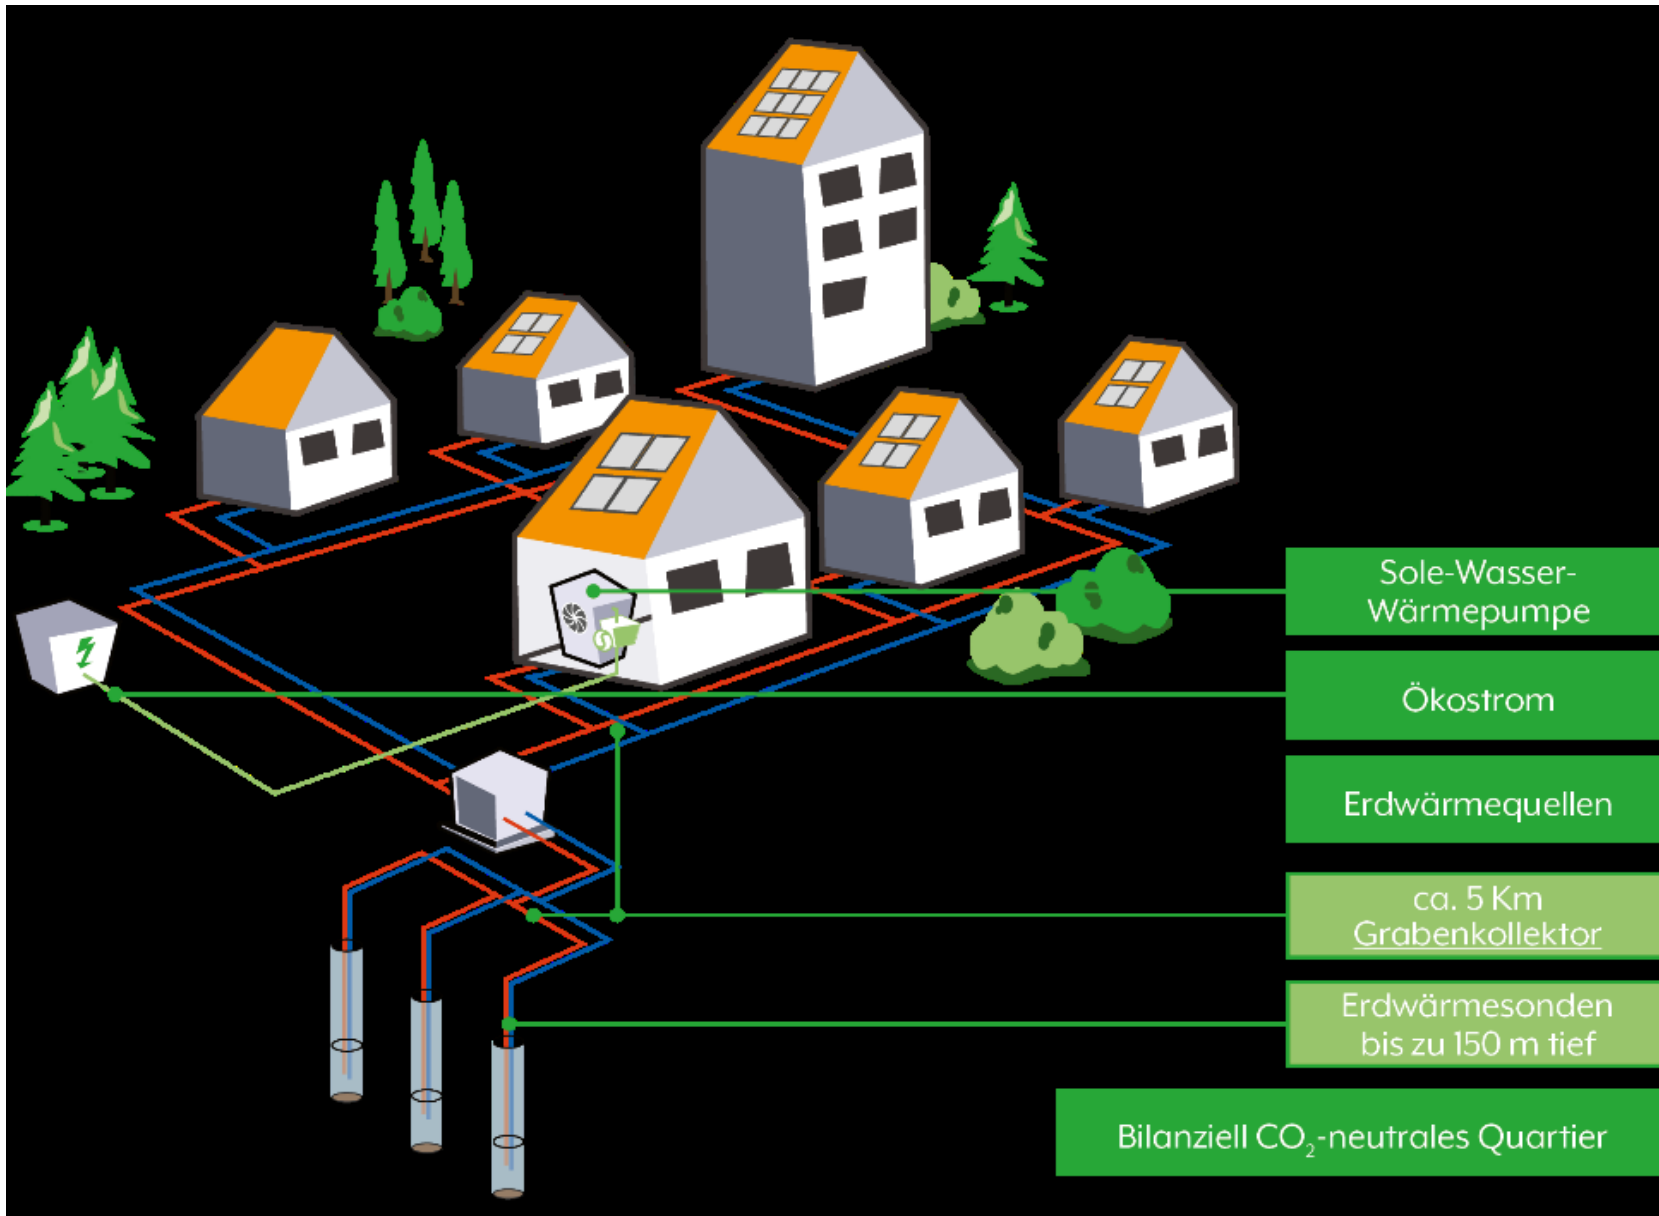 Sole-Wasser-
Wärmepumpe
Ökostrom
Erdwärmequellen
ca. 5 Km
Grabenkollektor
Erdwärmesonden
bis zu 150 m tief
Bilanziell CO₂-neutrales Quartier